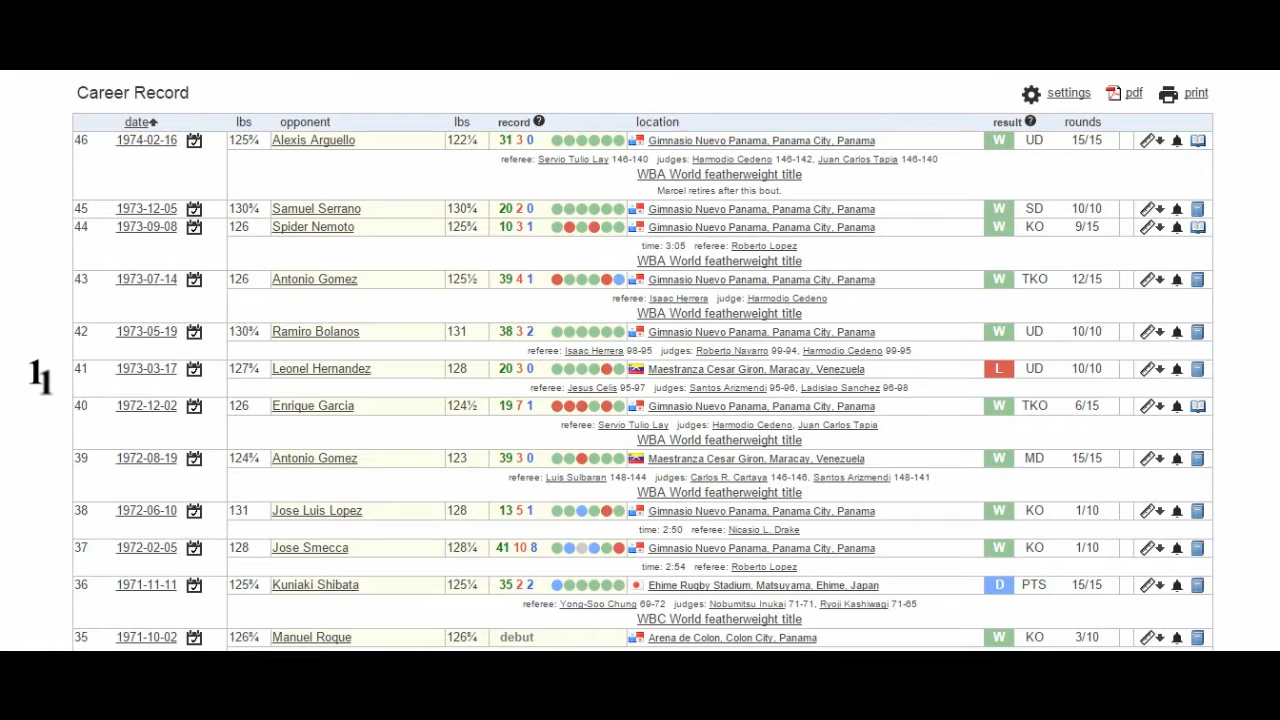 Career Record settings pdf print
date lbs opponent lbs record location result rounds
46 1974-02-16 125¾ Alexis Arguello 122¼ 31 3 0 Gimnasio Nuevo Panama, Panama City, Panama W UD 15/15
referee: Servio Tulio Lay 146-140 judges: Harmodio Cedeno 146-142, Juan Carlos Tapia 146-140
WBA World featherweight title
Marcel retires after this bout.
45 1973-12-05 130¾ Samuel Serrano 130¾ 20 2 0 Gimnasio Nuevo Panama, Panama City, Panama W SD 10/10
44 1973-09-08 126 Spider Nemoto 125¾ 10 3 1 Gimnasio Nuevo Panama, Panama City, Panama W KO 9/15
time: 3:05 referee: Roberto Lopez
WBA World featherweight title
43 1973-07-14 126 Antonio Gomez 125½ 39 4 1 Gimnasio Nuevo Panama, Panama City, Panama W TKO 12/15
referee: Isaac Herrera judge: Harmodio Cedeno
WBA World featherweight title
42 1973-05-19 130¾ Ramiro Bolanos 131 38 3 2 Gimnasio Nuevo Panama, Panama City, Panama W UD 10/10
referee: Isaac Herrera 98-95 judges: Roberto Navarro 99-94, Harmodio Cedeno 99-95
11
41 1973-03-17 127¾ Leonel Hernandez 128 20 3 0 Maestranza Cesar Giron, Maracay, Venezuela L UD 10/10
referee: Jesus Celis 95-97 judges: Santos Arizmendi 95-96, Ladislao Sanchez 96-98
40 1972-12-02 126 Enrique Garcia 124½ 19 7 1 Gimnasio Nuevo Panama, Panama City, Panama W TKO 6/15
referee: Servio Tulio Lay judges: Harmodio Cedeno, Juan Carlos Tapia
WBA World featherweight title
39 1972-08-19 124¾ Antonio Gomez 123 39 3 0 Maestranza Cesar Giron, Maracay, Venezuela W MD 15/15
referee: Luis Sulbaran 148-144 judges: Carlos R. Cartaya 146-146, Santos Arizmendi 148-141
WBA World featherweight title
38 1972-06-10 131 Jose Luis Lopez 128 13 5 1 Gimnasio Nuevo Panama, Panama City, Panama W KO 1/10
time: 2:50 referee: Nicasio L. Drake
37 1972-02-05 128 Jose Smecca 128¼ 41 10 8 Gimnasio Nuevo Panama, Panama City, Panama W KO 1/10
time: 2:54 referee: Roberto Lopez
36 1971-11-11 125¾ Kuniaki Shibata 125¼ 35 2 2 Ehime Rugby Stadium, Matsuyama, Ehime, Japan D PTS 15/15
referee: Yong-Soo Chung 69-72 judges: Nobumitsu Inukai 71-71, Ryoji Kashiwagi 71-65
WBC World featherweight title
35 1971-10-02 126¾ Manuel Roque 126¾ debut Arena de Colon, Colon City, Panama W KO 3/10